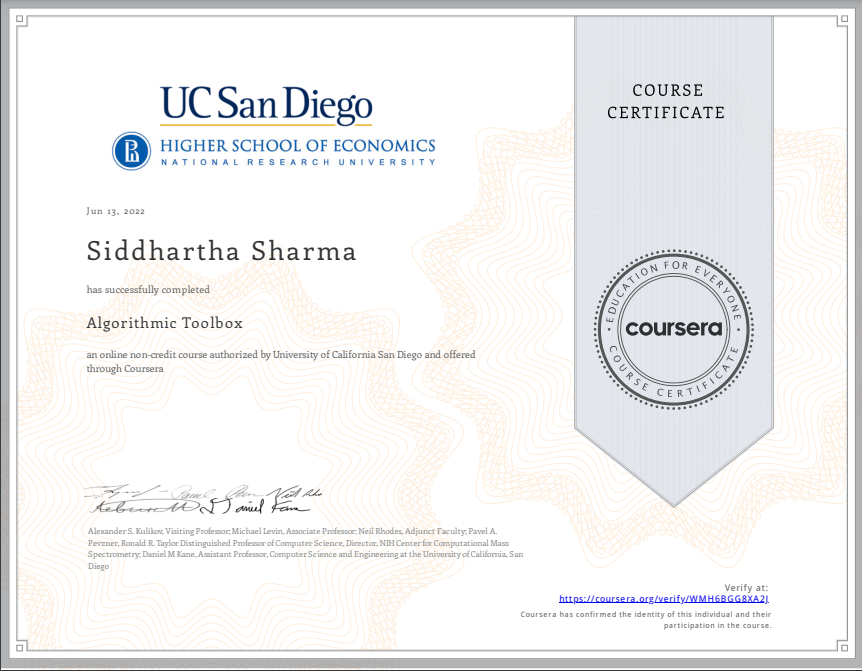 COURSE
CERTIFICATE
UC San Diego
HIGHER SCHOOL OF ECONOMICS
NATIONAL RESEARCH UNIVERSITY
Jun 13, 2022
Siddhartha Sharma
has successfully completed
Algorithmic Toolbox
an online non-credit course authorized by University of California San Diego and offered
through Coursera
EDUCATION FOR EVERYONE
coursera
COURSE CERTIFICATE
Alexander S. Kulikov, Visiting Professor; Michael Levin, Associate Professor; Neil Rhodes, Adjunct Faculty; Pavel A.
Pevzner, Ronald R. Taylor Distinguished Professor of Computer Science, Director, NIH Center for Computational Mass
Spectrometry; Daniel M Kane, Assistant Professor, Computer Science and Engineering at the University of California, San
Diego
Verify at:
https://coursera.org/verify/WMH6BGG8XA2J
Coursera has confirmed the identity of this individual and their
participation in the course.